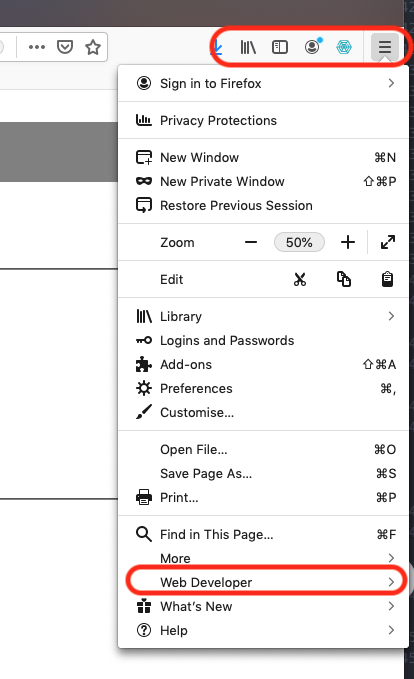 Sign in to Firefox
Privacy Protections
New Window ⌘N
New Private Window ⇧⌘P
Restore Previous Session
Zoom 50%
Edit
Library
Logins and Passwords
Add-ons ⇧⌘A
Preferences ⌘,
Customise...
Open File... ⌘O
Save Page As... ⌘S
Print... ⌘P
Find in This Page... ⌘F
More
Web Developer
What's New
Help